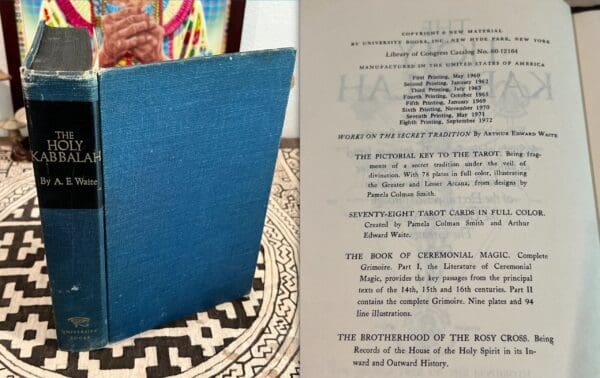 THE
HOLY
KABBALAH
By A. E. Waite
UNIVERSITY
BOOKS
COPYRIGHT © NEW MATERIAL
BY UNIVERSITY BOOKS, INC., NEW HYDE PARK, NEW YORK
Library of Congress Catalog No. 60-12164
MANUFACTURED IN THE UNITED STATES OF AMERICA
First Printing, May 1960
Second Printing, January 1962
Third Printing, July 1963
Fourth Printing, October 1965
Fifth Printing, January 1969
Sixth Printing, November 1970
Seventh Printing, May 1971
Eighth Printing, September 1972
WORKS ON THE SECRET TRADITION BY ARTHUR EDWARD WAITE
THE PICTORIAL KEY TO THE TAROT. Being frag-
ments of a secret tradition under the veil of
divination. With 78 plates in full color, illustrating
the Greater and Lesser Arcana, from designs by
Pamela Colman Smith.
SEVENTY-EIGHT TAROT CARDS IN FULL COLOR.
Created by Pamela Colman Smith and Arthur
Edward Waite.
THE BOOK OF CEREMONIAL MAGIC. Complete
Grimoire. Part I, the Literature of Ceremonial
Magic, provides the key passages from the principal
texts of the 14th, 15th and 16th centuries. Part II
contains the complete Grimoire. Nine plates and 94
line illustrations.
THE BROTHERHOOD OF THE ROSY CROSS. Being
Records of the House of the Holy Spirit in its In-
ward and Outward History.